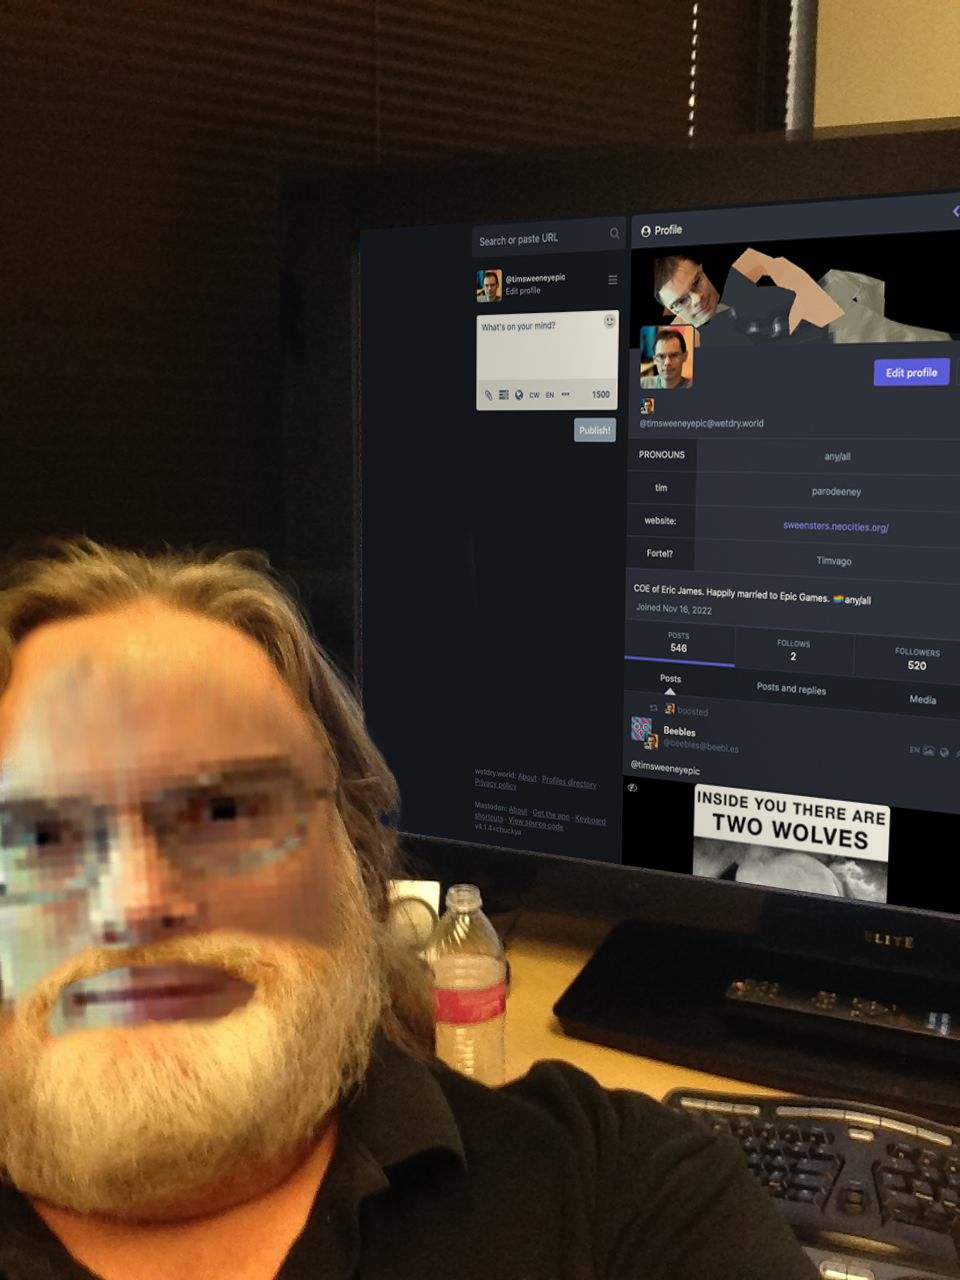 Search or paste URL
@timsweeneyepic
Edit profile
What's on your mind?
CW EN ••• 1500
Publish!
wetdry.world: About · Profiles directory ·
Privacy policy
Mastodon: About · Get the app · Keyboard
shortcuts · View source code ·
v4.1.4+chuckya
Profile
Edit profile
@timsweeneyepic@wetdry.world
PRONOUNS any/all
tim parodeeney
website: sweensters.neocities.org/
Fortel? Timvago
COE of Eric James. Happily married to Epic Games. any/all
Joined Nov 16, 2022
POSTS FOLLOWS FOLLOWERS
546 2 520
Posts Posts and replies Media
boosted
Beebles
@beebles@beebl.es
EN
@timsweeneyepic
INSIDE YOU THERE ARE
TWO WOLVES
ELITE